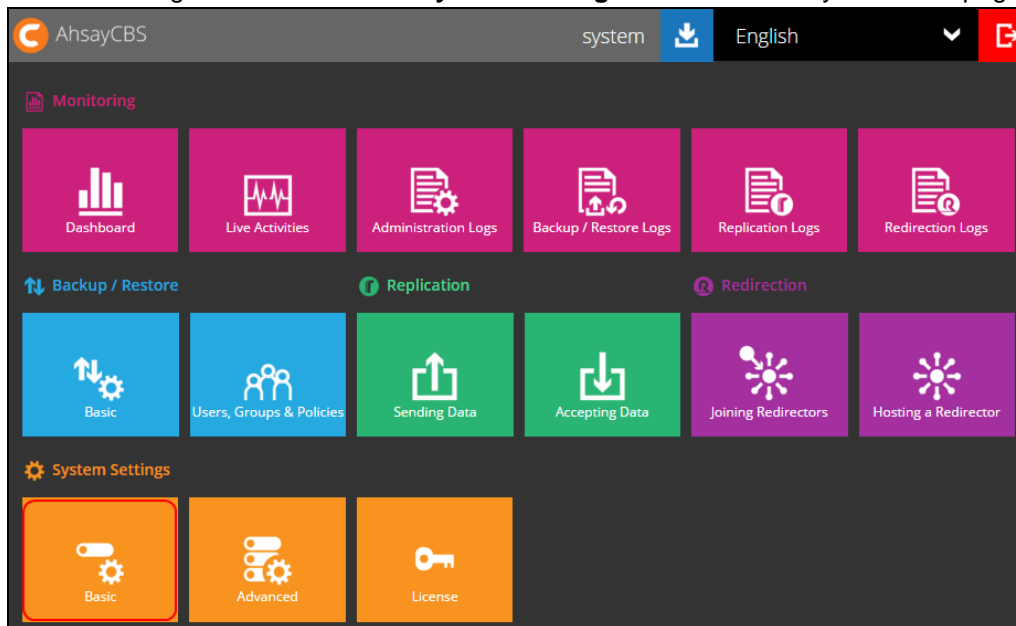 AhsayCBS system English
Monitoring
Dashboard Live Activities Administration Logs Backup / Restore Logs Replication Logs Redirection Logs
Backup / Restore Replication Redirection
Basic Users, Groups & Policies Sending Data Accepting Data Joining Redirectors Hosting a Redirector
System Settings
Basic Advanced License